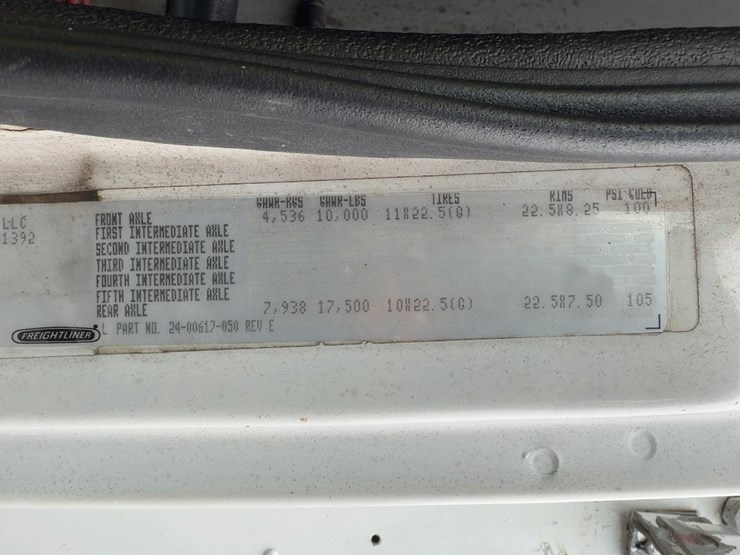 GAWR-KGS GAWR-LBS TIRES RIMS PSI-COLD
LLC FRONT AXLE 4,536 10,000 11X22.5(G) 22.5X8.25 100
1392 FIRST INTERMEDIATE AXLE
SECOND INTERMEDIATE AXLE
THIRD INTERMEDIATE AXLE
FOURTH INTERMEDIATE AXLE
FIFTH INTERMEDIATE AXLE
REAR AXLE 7,938 17,500 10X22.5(G) 22.5X7.50 105
FREIGHTLINER L PART NO. 24-00617-050 REV E